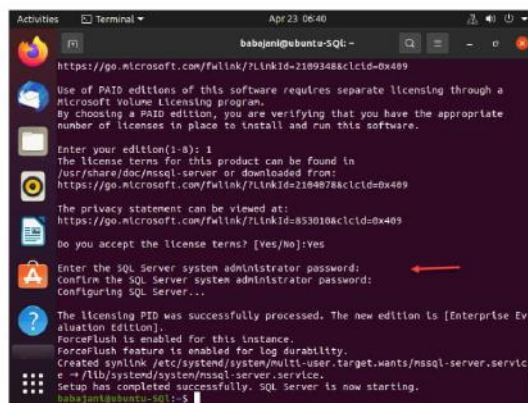 Activities
Terminal
Apr 23 06:40
babajani@ubuntu-SQl: ~
https://go.microsoft.com/fwlink/?LinkId=2109348&clcid=0x409
Use of PAID editions of this software requires separate licensing through a
Microsoft Volume Licensing program.
By choosing a PAID edition, you are verifying that you have the appropriate
number of licenses in place to install and run this software.
Enter your edition(1-8): 1
The license terms for this product can be found in
/usr/share/doc/mssql-server or downloaded from:
https://go.microsoft.com/fwlink/?LinkId=2104078&clcid=0x409
The privacy statement can be viewed at:
https://go.microsoft.com/fwlink/?LinkId=853010&clcid=0x409
Do you accept the license terms? [Yes/No]:Yes
Enter the SQL Server system administrator password:
Confirm the SQL Server system administrator password:
Configuring SQL Server...
The licensing PID was successfully processed. The new edition is [Enterprise Ev
aluation Edition].
ForceFlush is enabled for this instance.
ForceFlush feature is enabled for log durability.
Created symlink /etc/systemd/system/multi-user.target.wants/mssql-server.servic
e → /lib/systemd/system/mssql-server.service.
Setup has completed successfully. SQL Server is now starting.
babajani@ubuntu-SQl:~$